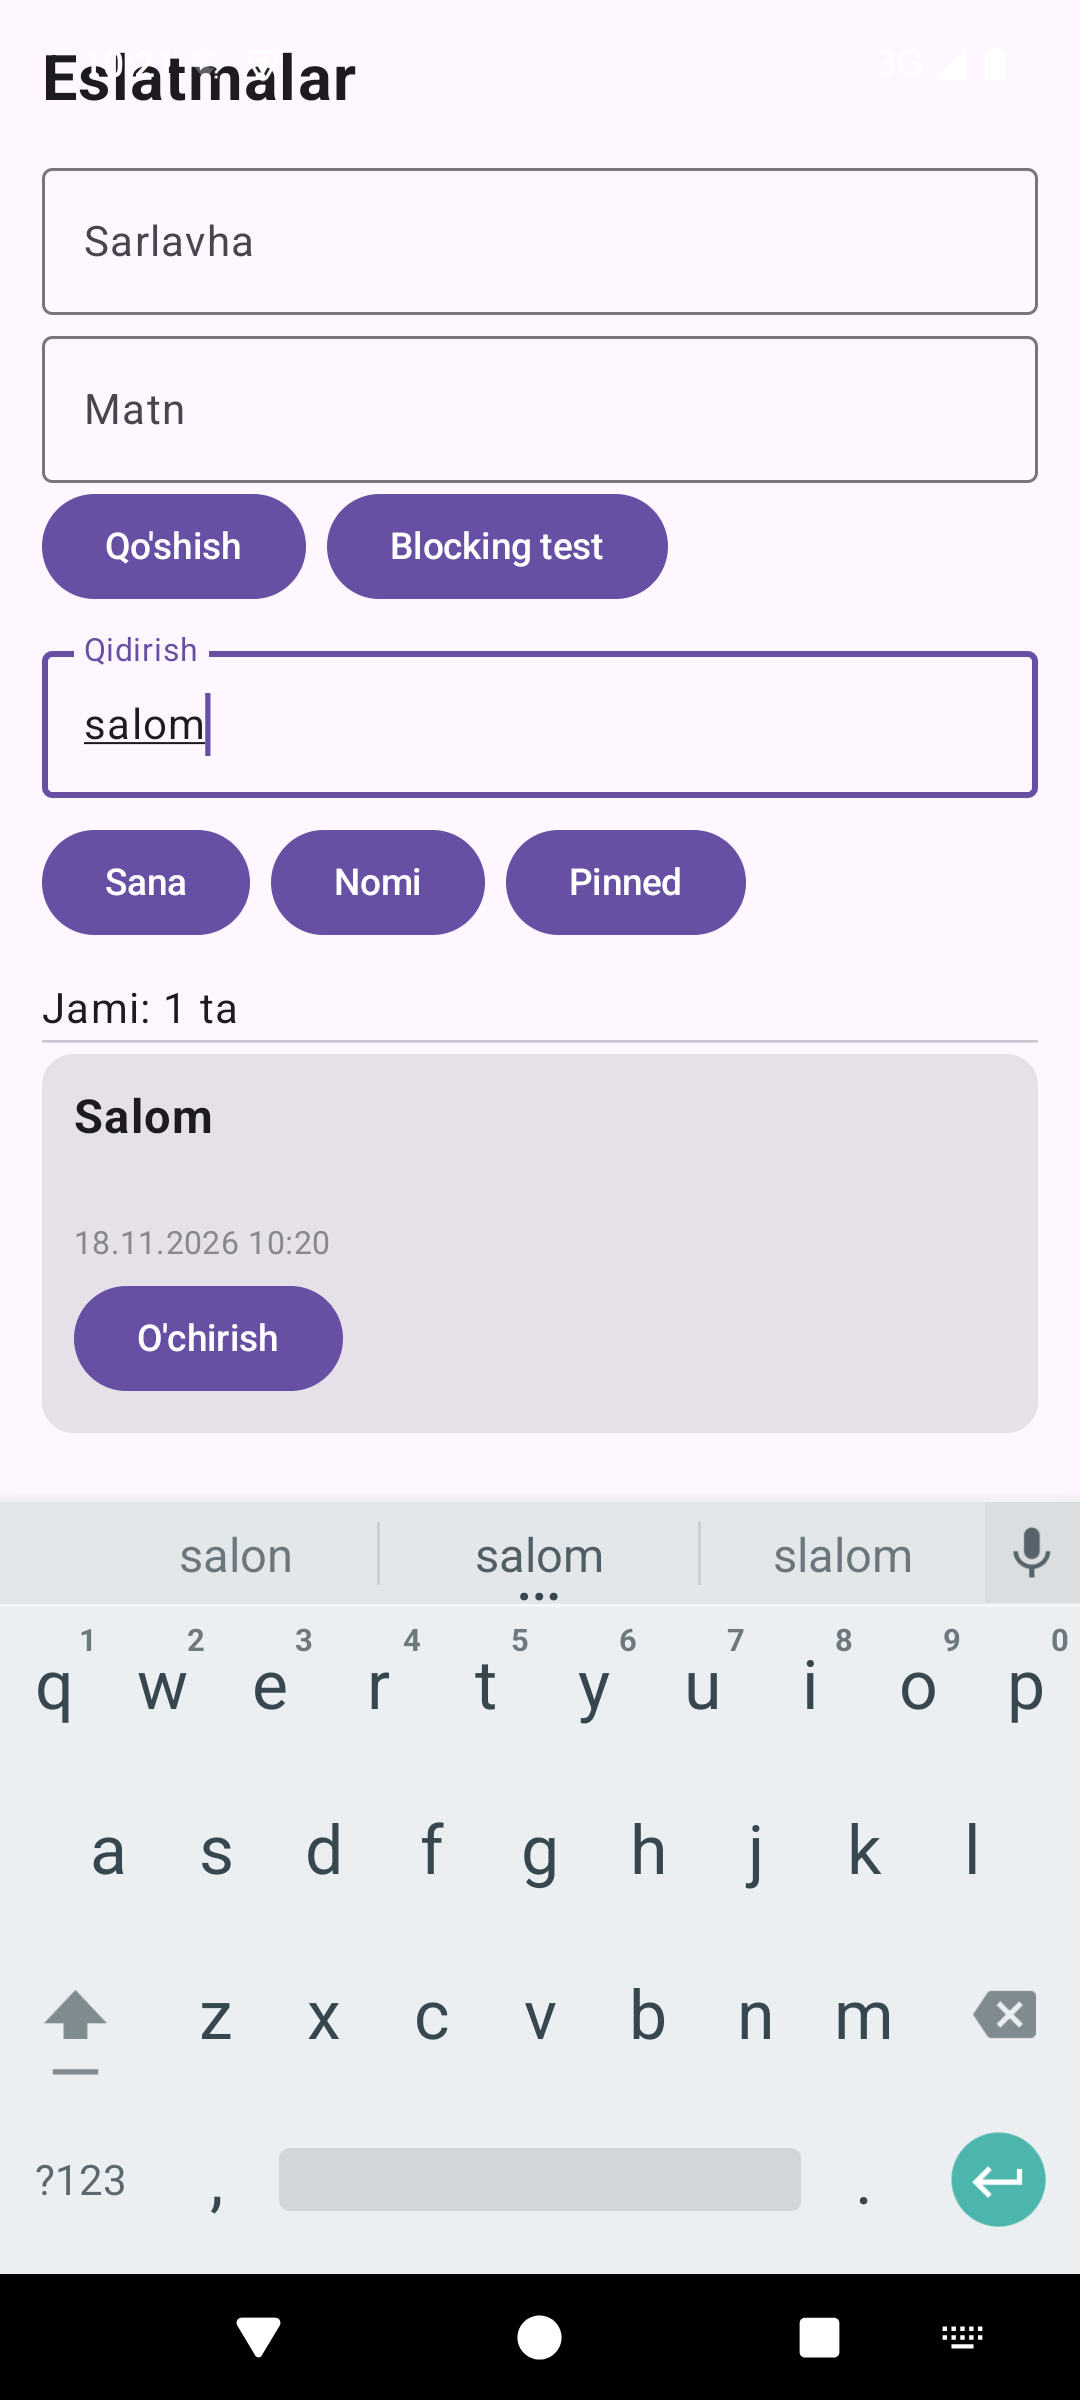 Eslatmalar
3G
Sarlavha
Matn
Qo'shish Blocking test
Qidirish
salom
Sana Nomi Pinned
Jami: 1 ta
Salom
18.11.2026 10:20
O'chirish
salon salom slalom
1 2 3 4 5 6 7 8 9 0
q w e r t y u i o p
a s d f g h j k l
z x c v b n m
?123 , .